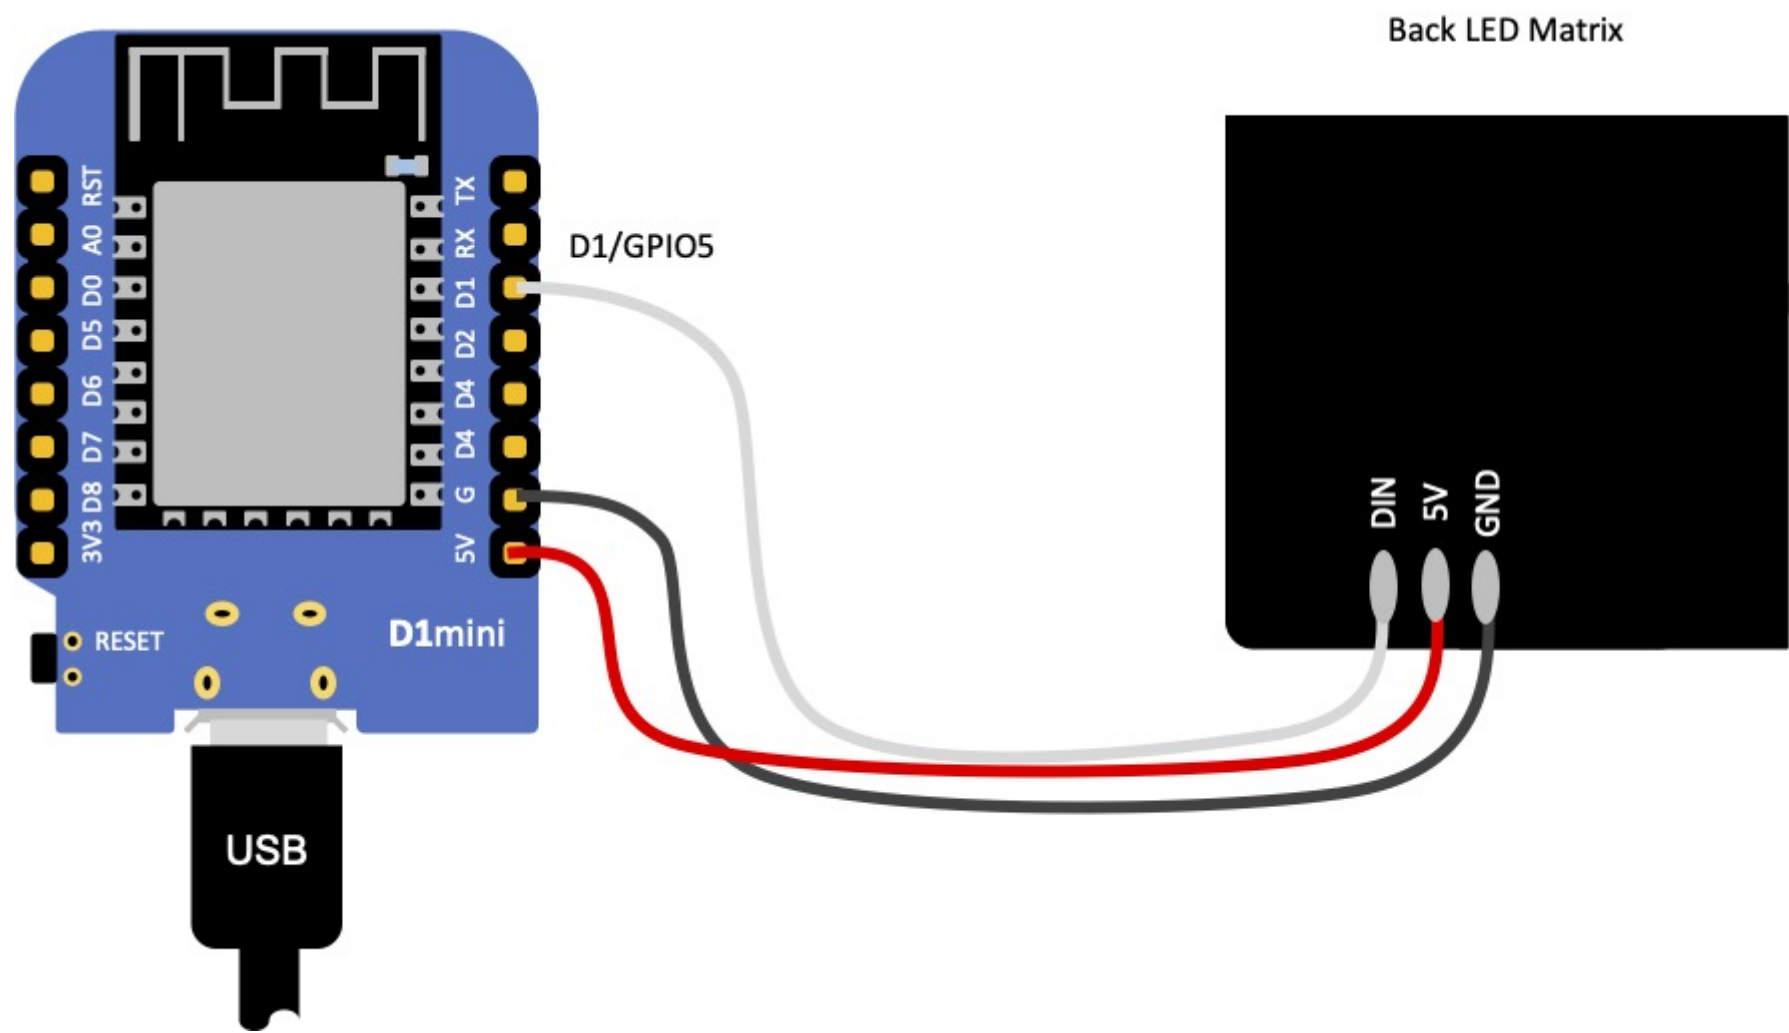 Back LED Matrix
RST
A0
D0
D5
D6
D7
D8
3V3
TX
RX
D1
D2
D4
D4
G
5V
D1/GPIO5
DIN
5V
GND
RESET
D1mini
USB